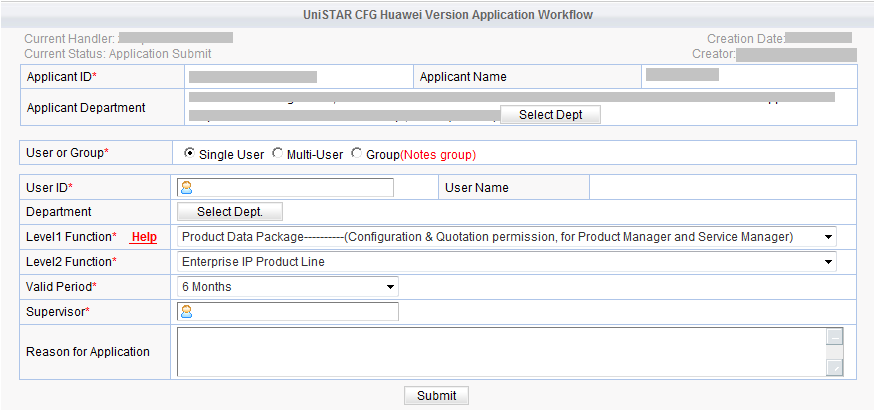 UniSTAR CFG Huawei Version Application Workflow
Current Handler: Creation Date:
Current Status: Application Submit Creator:
Applicant ID* Applicant Name
Applicant Department Select Dept
User or Group* Single User Multi-User Group(Notes group)
User ID* User Name
Department Select Dept.
Level1 Function* Help Product Data Package----------(Configuration & Quotation permission, for Product Manager and Service Manager)
Level2 Function* Enterprise IP Product Line
Valid Period* 6 Months
Supervisor*
Reason for Application
Submit